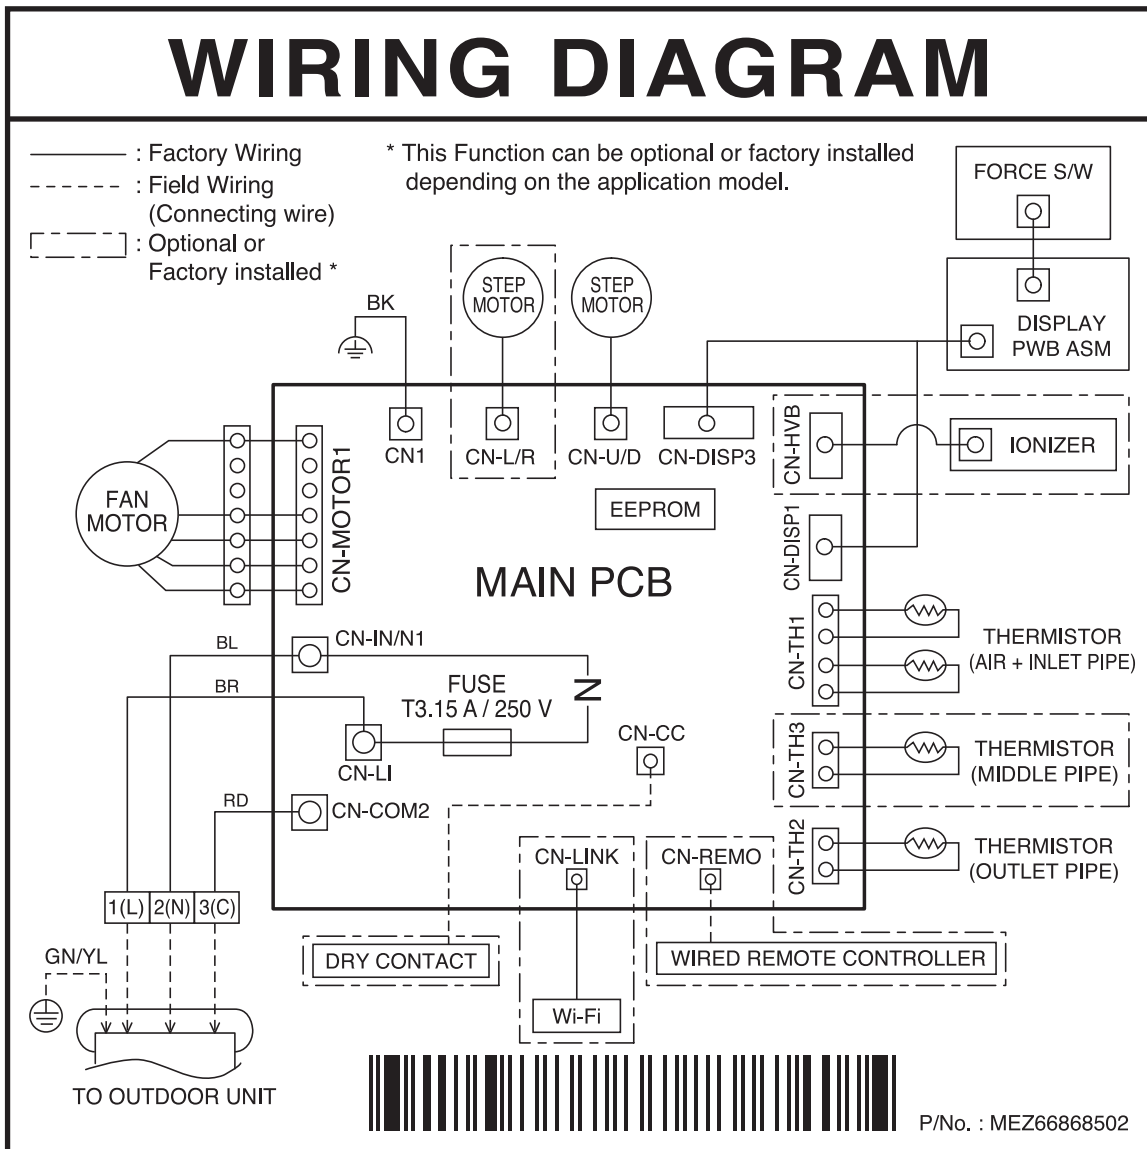 WIRING DIAGRAM
: Factory Wiring
: Field Wiring
(Connecting wire)
: Optional or
Factory installed *
* This Function can be optional or factory installed
depending on the application model.
FORCE S/W
DISPLAY
PWB ASM
STEP
MOTOR
STEP
MOTOR
BK
CN1
CN-L/R
CN-U/D
CN-DISP3
CN-HVB
IONIZER
FAN
MOTOR
CN-MOTOR1
EEPROM
CN-DISP1
MAIN PCB
CN-TH1
THERMISTOR
(AIR + INLET PIPE)
BL
CN-IN/N1
BR
FUSE
T3.15 A / 250 V
N
CN-LI
CN-CC
CN-TH3
THERMISTOR
(MIDDLE PIPE)
RD
CN-COM2
CN-TH2
THERMISTOR
(OUTLET PIPE)
CN-LINK
CN-REMO
1(L) 2(N) 3(C)
GN/YL
DRY CONTACT
WIRED REMOTE CONTROLLER
Wi-Fi
TO OUTDOOR UNIT
P/No. : MEZ66868502